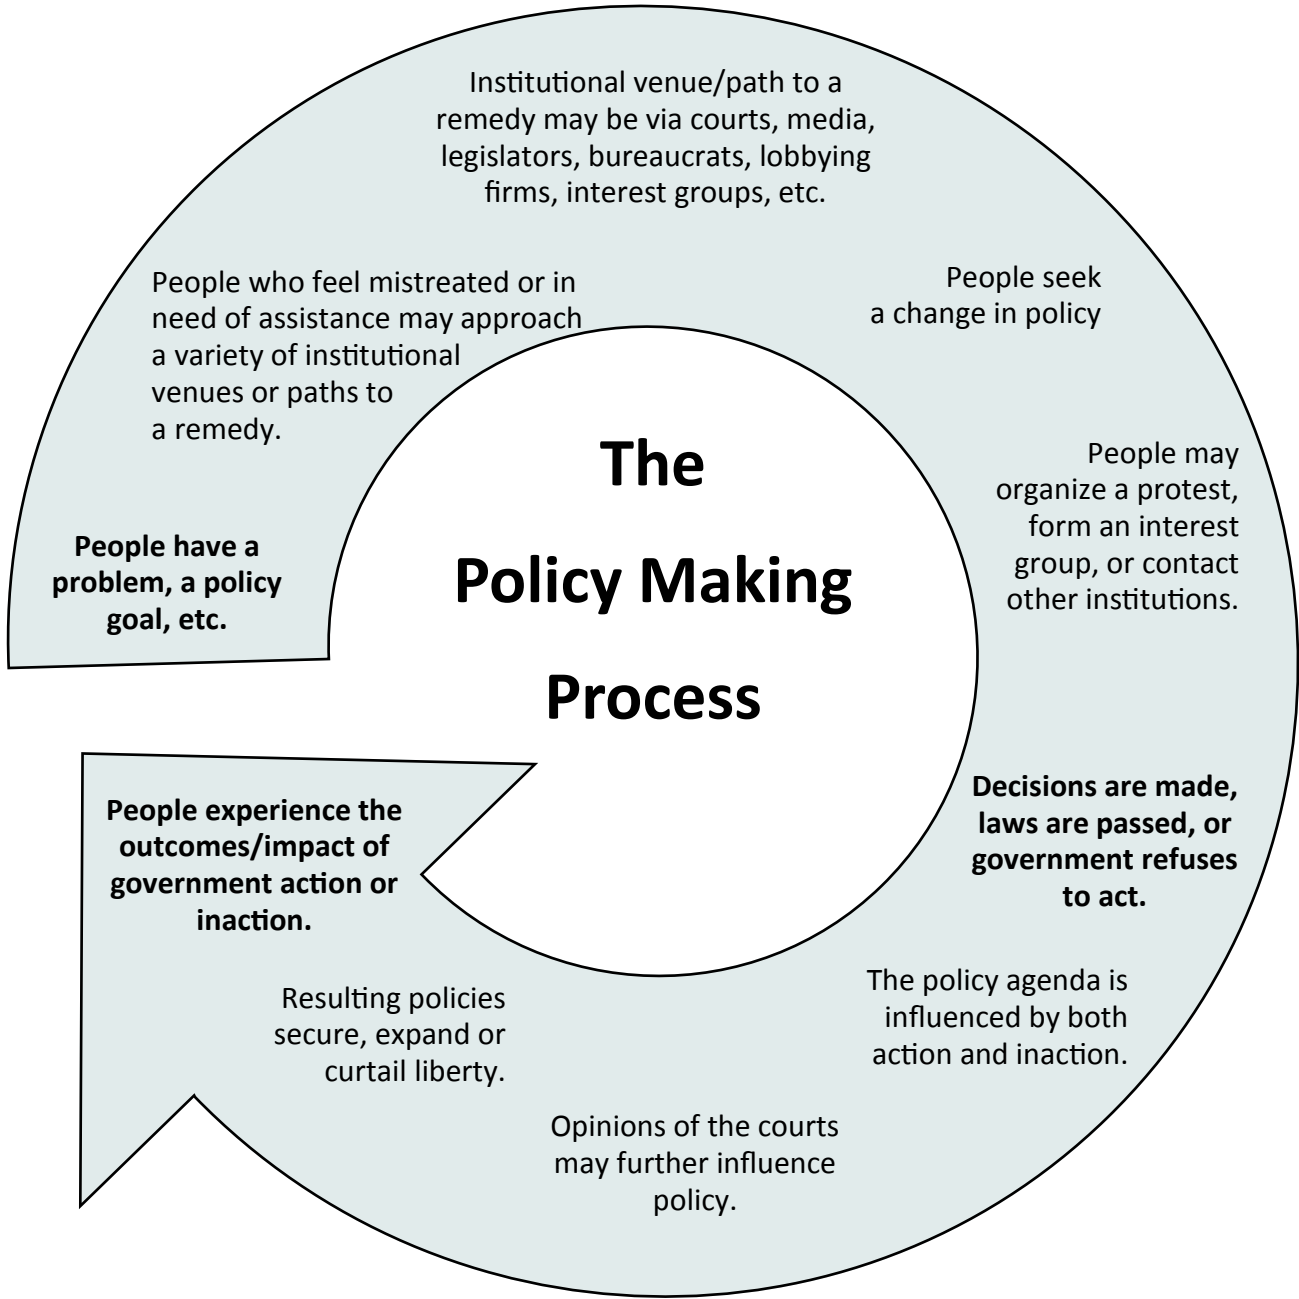 Institutional venue/path to a
remedy may be via courts, media,
legislators, bureaucrats, lobbying
firms, interest groups, etc.
People who feel mistreated or in
need of assistance may approach
a variety of institutional
venues or paths to
a remedy.
People seek
a change in policy
The
Policy Making
Process
People may
organize a protest,
form an interest
group, or contact
other institutions.
People have a
problem, a policy
goal, etc.
Decisions are made,
laws are passed, or
government refuses
to act.
People experience the
outcomes/impact of
government action or
inaction.
The policy agenda is
influenced by both
action and inaction.
Resulting policies
secure, expand or
curtail liberty.
Opinions of the courts
may further influence
policy.